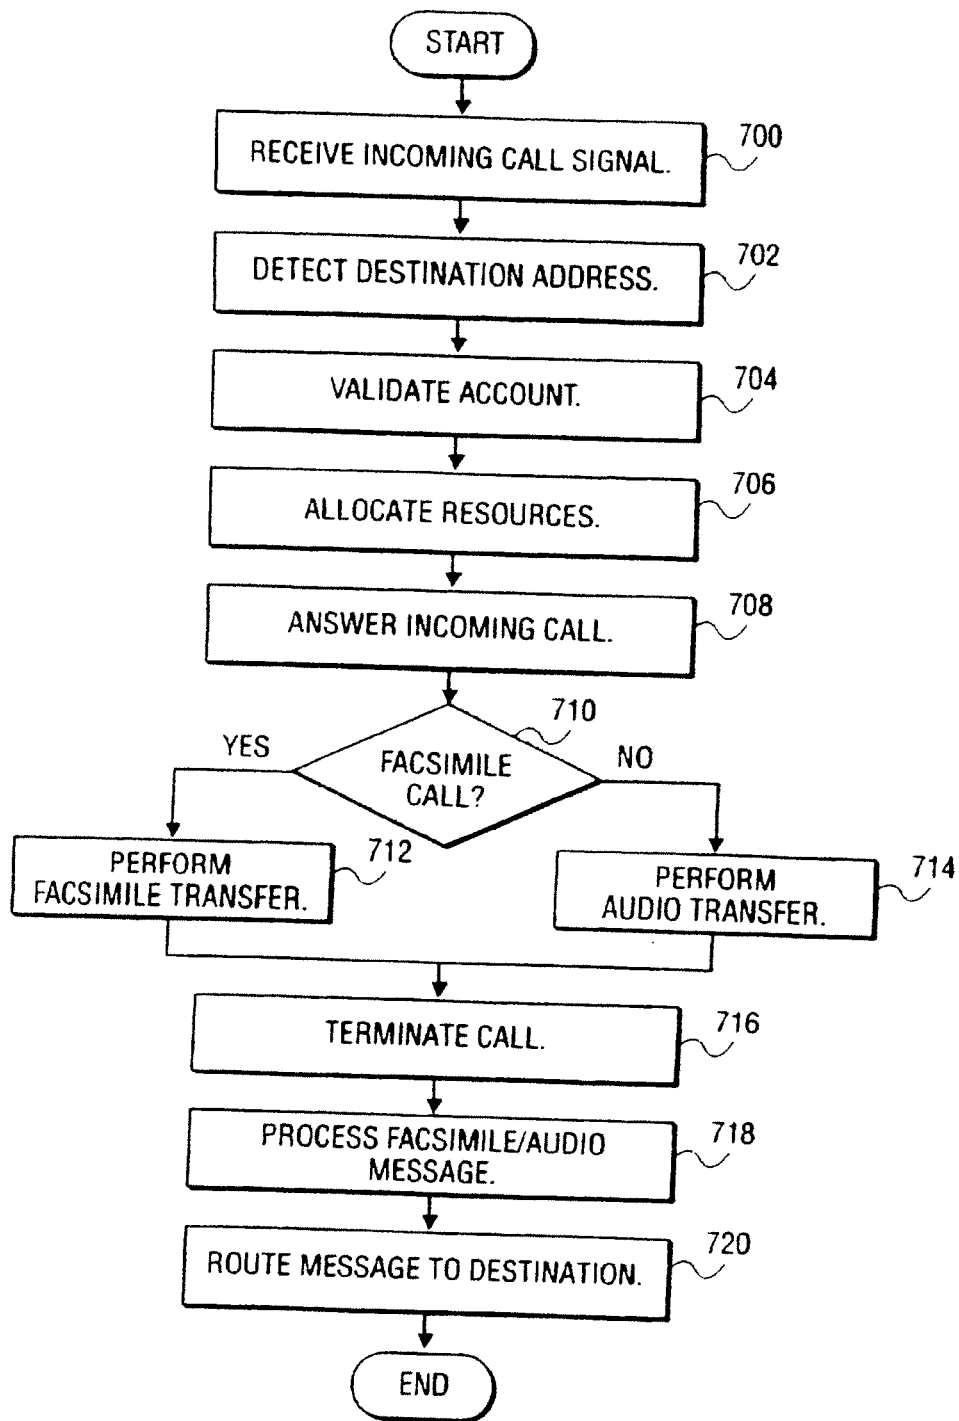 START
RECEIVE INCOMING CALL SIGNAL.
700
DETECT DESTINATION ADDRESS.
702
VALIDATE ACCOUNT.
704
ALLOCATE RESOURCES.
706
ANSWER INCOMING CALL.
708
710
YES
FACSIMILE
CALL?
NO
PERFORM
FACSIMILE TRANSFER.
712
PERFORM
AUDIO TRANSFER.
714
TERMINATE CALL.
716
PROCESS FACSIMILE/AUDIO
MESSAGE.
718
ROUTE MESSAGE TO DESTINATION.
720
END